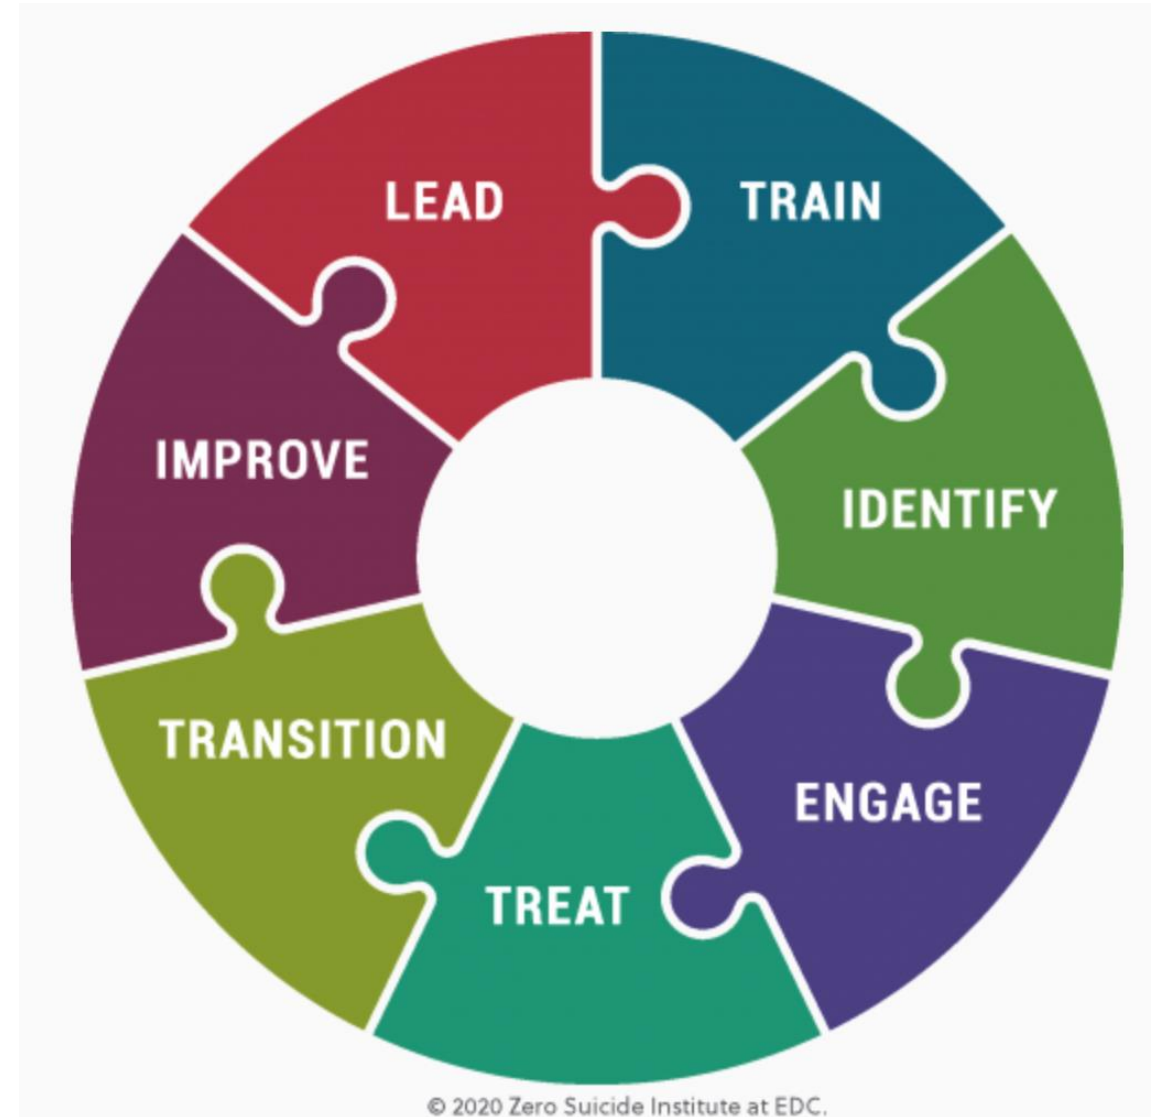 LEAD
TRAIN
IDENTIFY
ENGAGE
TREAT
TRANSITION
IMPROVE
© 2020 Zero Suicide Institute at EDC.